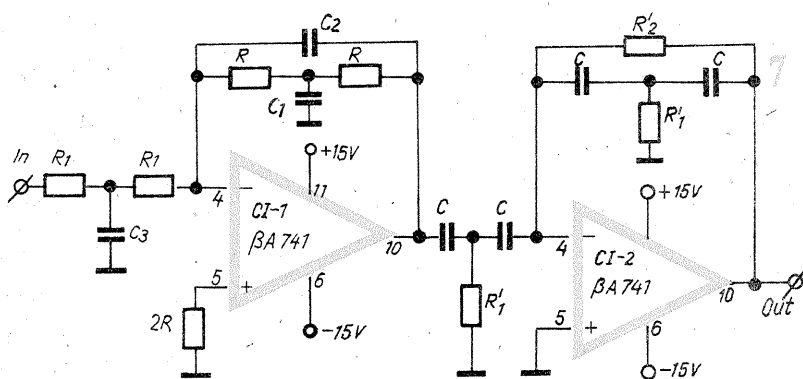 C2
R
R
C1
In
R1
R1
C3
+15V
11
4
−
CI-1
βA 741
10
5
+
6
2R
-15V
C
C
R'1
R'2
C
C
R'1
7
+15V
4
−
CI-2
βA 741
10
5
+
6
-15V
Out